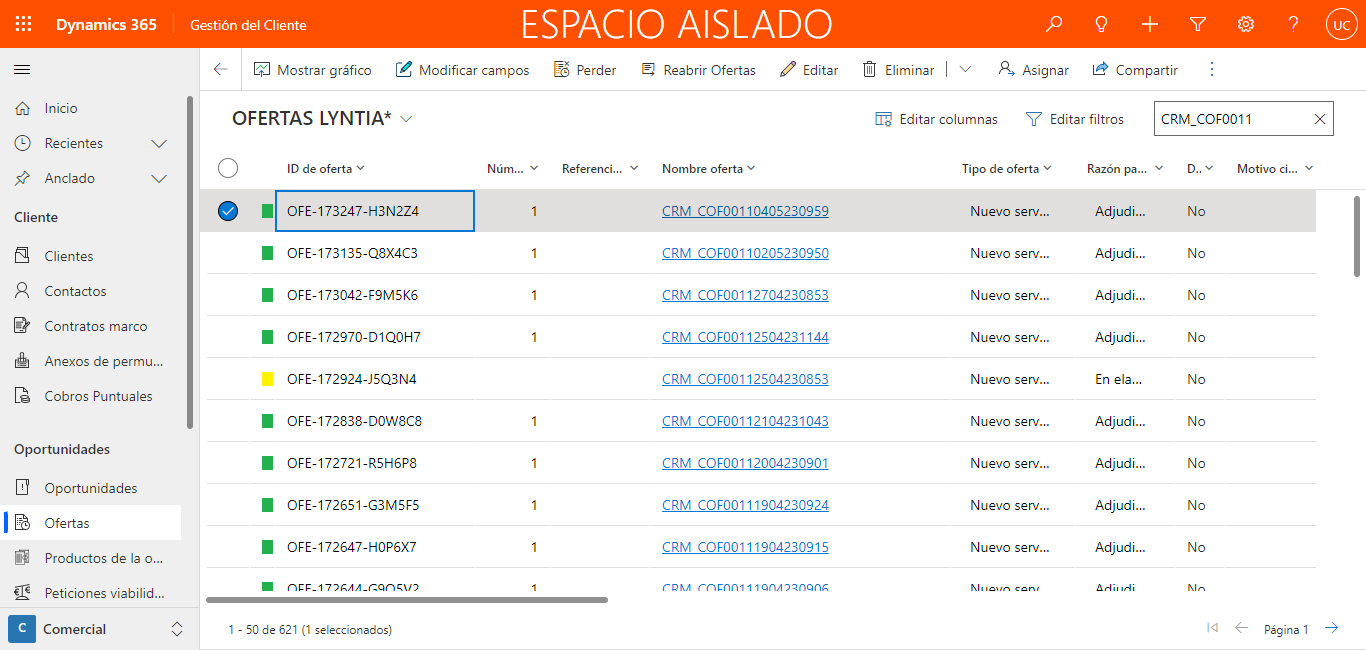 Dynamics 365 Gestión del Cliente ESPACIO AISLADO UC
Mostrar gráfico Modificar campos Perder Reabrir Ofertas Editar Eliminar Asignar Compartir
Inicio
Recientes
Anclado
Cliente
Clientes
Contactos
Contratos marco
Anexos de permu...
Cobros Puntuales
Oportunidades
Oportunidades
Ofertas
Productos de la o...
Peticiones viabilid...
C Comercial
OFERTAS LYNTIA* Editar columnas Editar filtros CRM_COF0011
ID de oferta Núm... Referenci... Nombre oferta Tipo de oferta Razón pa... D.. Motivo ci...
OFE-173247-H3N2Z4 1 CRM_COF00110405230959 Nuevo serv... Adjudi... No
OFE-173135-Q8X4C3 1 CRM_COF00110205230950 Nuevo serv... Adjudi... No
OFE-173042-F9M5K6 1 CRM_COF00112704230853 Nuevo serv... Adjudi... No
OFE-172970-D1Q0H7 1 CRM_COF00112504231144 Nuevo serv... Adjudi... No
OFE-172924-J5Q3N4 CRM_COF00112504230853 Nuevo serv... En ela... No
OFE-172838-D0W8C8 1 CRM_COF00112104231043 Nuevo serv... Adjudi... No
OFE-172721-R5H6P8 1 CRM_COF00112004230901 Nuevo serv... Adjudi... No
OFE-172651-G3M5F5 1 CRM_COF00111904230924 Nuevo serv... Adjudi... No
OFE-172647-H0P6X7 1 CRM_COF00111904230915 Nuevo serv... Adjudi... No
1 CRM_COF00111904230906 Nuevo serv... Adjudi... No
1 - 50 de 621 (1 seleccionados) Página 1